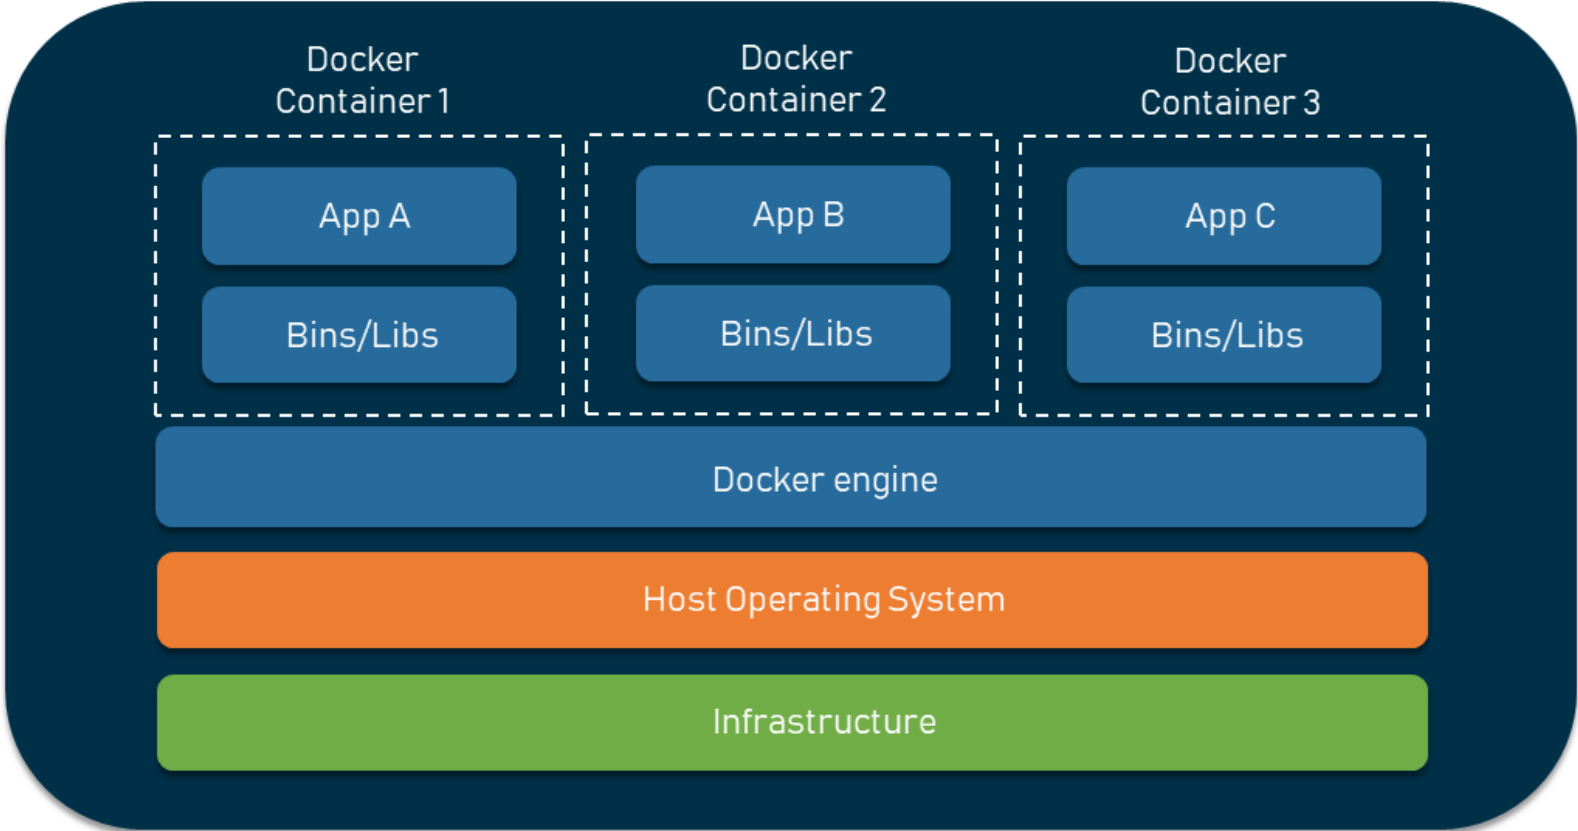 Docker
Container 1
Docker
Container 2
Docker
Container 3
App A
App B
App C
Bins/Libs
Bins/Libs
Bins/Libs
Docker engine
Host Operating System
Infrastructure